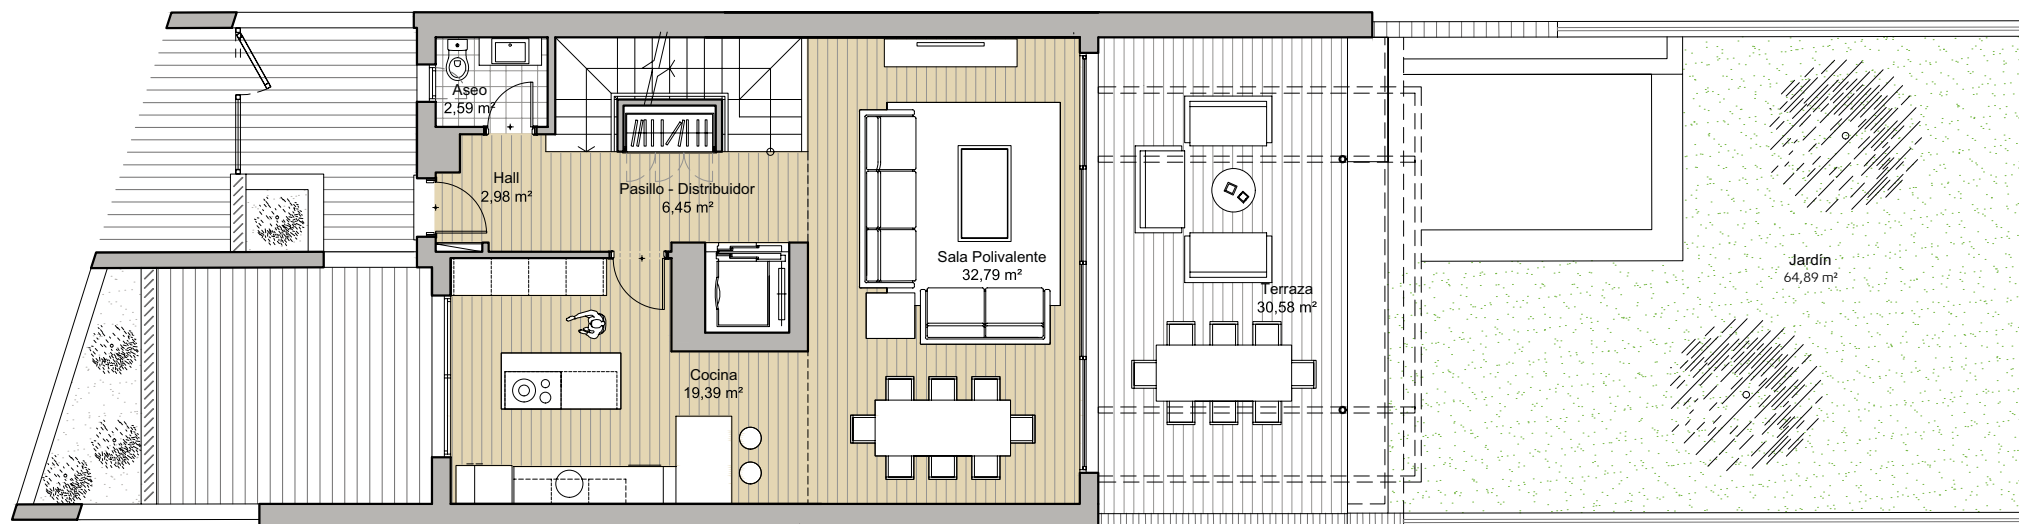 Aseo
2,59 m²
Hall
2,98 m²
Pasillo - Distribuidor
6,45 m²
Sala Polivalente
32,79 m²
Terraza
30,58 m²
Jardín
64,89 m²
Cocina
19,39 m²